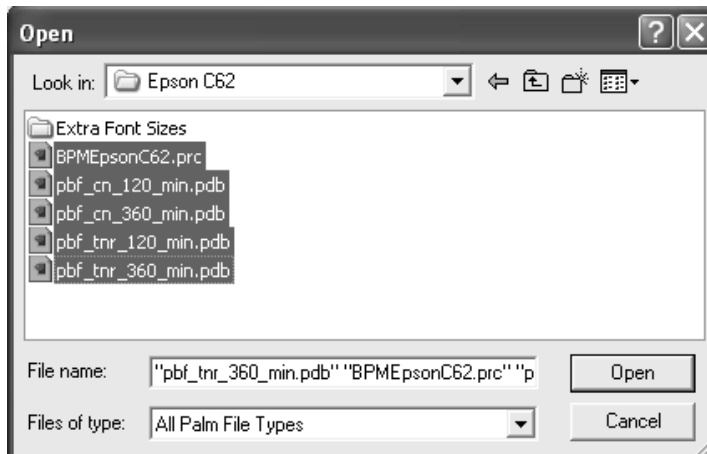 Open
Look in: Epson C62
Extra Font Sizes
BPMEpsonC62.prc
pbf_cn_120_min.pdb
pbf_cn_360_min.pdb
pbf_tnr_120_min.pdb
pbf_tnr_360_min.pdb
File name: "pbf_tnr_360_min.pdb" "BPMEpsonC62.prc" "p Open
Files of type: All Palm File Types Cancel